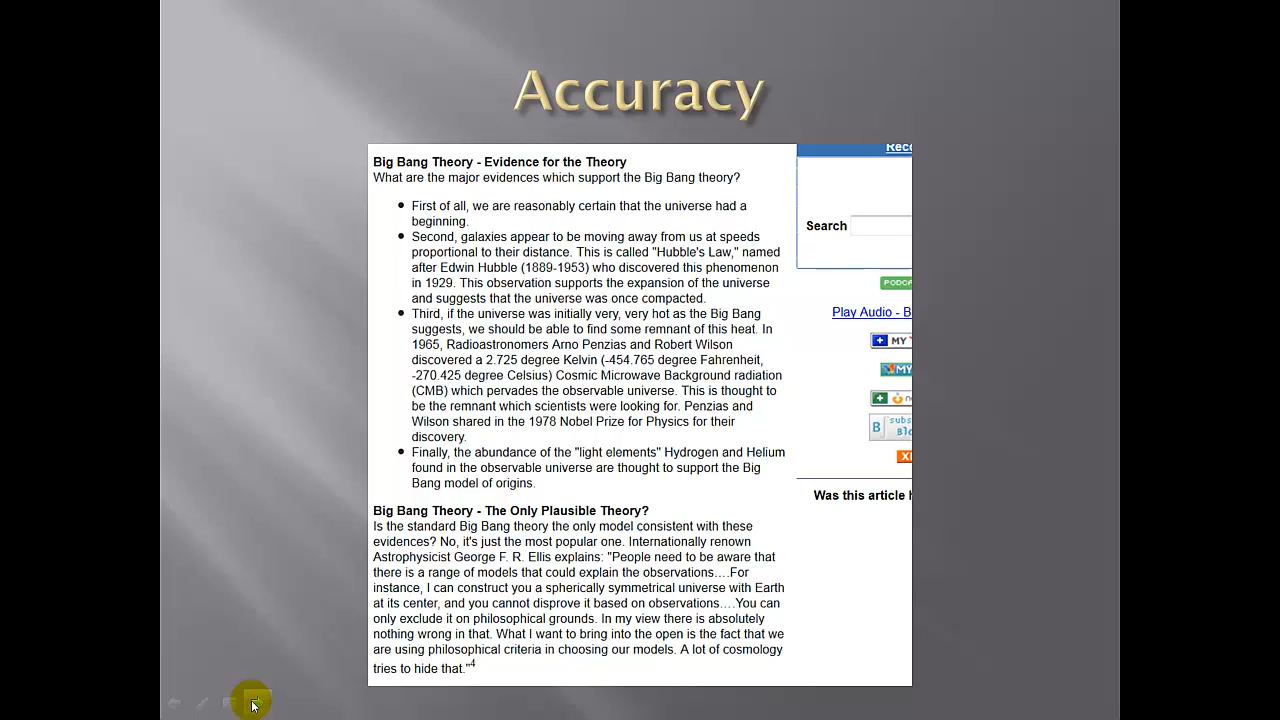 Accuracy
Big Bang Theory - Evidence for the Theory
What are the major evidences which support the Big Bang theory?
First of all, we are reasonably certain that the universe had a
beginning.
Second, galaxies appear to be moving away from us at speeds
proportional to their distance. This is called "Hubble's Law," named
after Edwin Hubble (1889-1953) who discovered this phenomenon
in 1929. This observation supports the expansion of the universe
and suggests that the universe was once compacted.
Third, if the universe was initially very, very hot as the Big Bang
suggests, we should be able to find some remnant of this heat. In
1965, Radioastronomers Arno Penzias and Robert Wilson
discovered a 2.725 degree Kelvin (-454.765 degree Fahrenheit,
-270.425 degree Celsius) Cosmic Microwave Background radiation
(CMB) which pervades the observable universe. This is thought to
be the remnant which scientists were looking for. Penzias and
Wilson shared in the 1978 Nobel Prize for Physics for their
discovery.
Finally, the abundance of the "light elements" Hydrogen and Helium
found in the observable universe are thought to support the Big
Bang model of origins.
Big Bang Theory - The Only Plausible Theory?
Is the standard Big Bang theory the only model consistent with these
evidences? No, it's just the most popular one. Internationally renown
Astrophysicist George F. R. Ellis explains: "People need to be aware that
there is a range of models that could explain the observations….For
instance, I can construct you a spherically symmetrical universe with Earth
at its center, and you cannot disprove it based on observations….You can
only exclude it on philosophical grounds. In my view there is absolutely
nothing wrong in that. What I want to bring into the open is the fact that we
are using philosophical criteria in choosing our models. A lot of cosmology
tries to hide that."4
Search
Play Audio - B
MY
MY
subs
Was this article